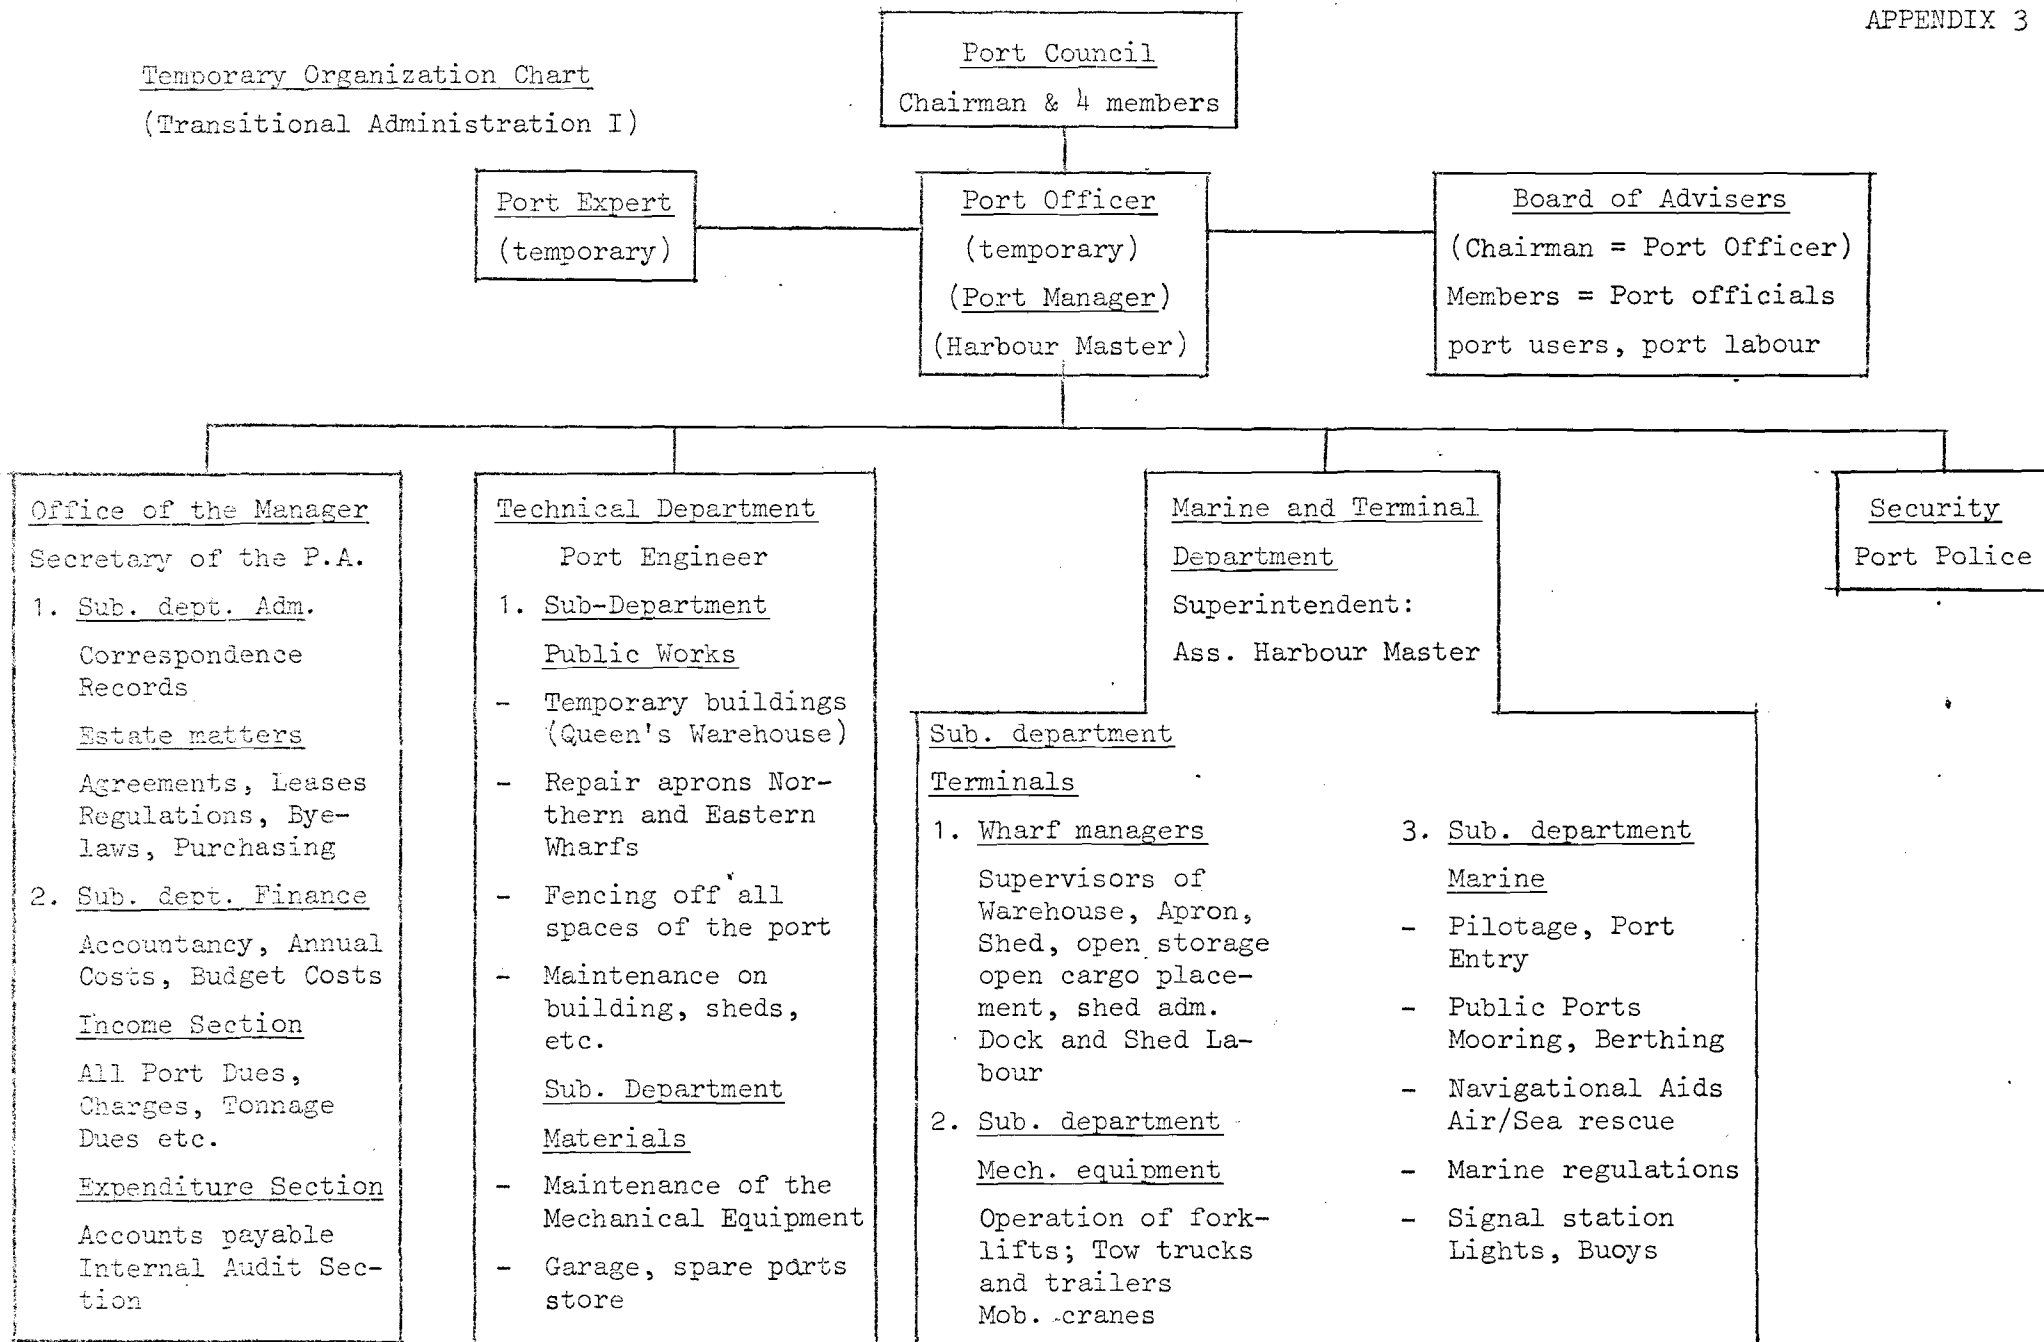 APPENDIX 3
Temporary Organization Chart
(Transitional Administration I)
Port Council
Chairman & 4 members
Port Expert
(temporary)
Port Officer
(temporary)
(Port Manager)
(Harbour Master)
Board of Advisers
(Chairman = Port Officer)
Members = Port officials
port users, port labour
Office of the Manager
Secretary of the P.A.
1. Sub. dept. Adm.
Correspondence
Records
Estate matters
Agreements, Leases
Regulations, Bye-
laws, Purchasing
2. Sub. dept. Finance
Accountancy, Annual
Costs, Budget Costs
Income Section
All Port Dues,
Charges, Tonnage
Dues etc.
Expenditure Section
Accounts payable
Internal Audit Sec-
tion
Technical Department
Port Engineer
1. Sub-Department
Public Works
- Temporary buildings
(Queen's Warehouse)
- Repair aprons Nor-
thern and Eastern
Wharfs
- Fencing off all
spaces of the port
- Maintenance on
building, sheds,
etc.
Sub. Department
Materials
- Maintenance of the
Mechanical Equipment
- Garage, spare parts
store
Marine and Terminal
Department
Superintendent:
Ass. Harbour Master
Sub. department
Terminals
1. Wharf managers
Supervisors of
Warehouse, Apron,
Shed, open storage
open cargo place-
ment, shed adm.
Dock and Shed La-
bour
2. Sub. department
Mech. equipment
Operation of fork-
lifts; Tow trucks
and trailers
Mob. cranes
3. Sub. department
Marine
- Pilotage, Port
Entry
- Public Ports
Mooring, Berthing
- Navigational Aids
Air/Sea rescue
- Marine regulations
- Signal station
Lights, Buoys
Security
Port Police